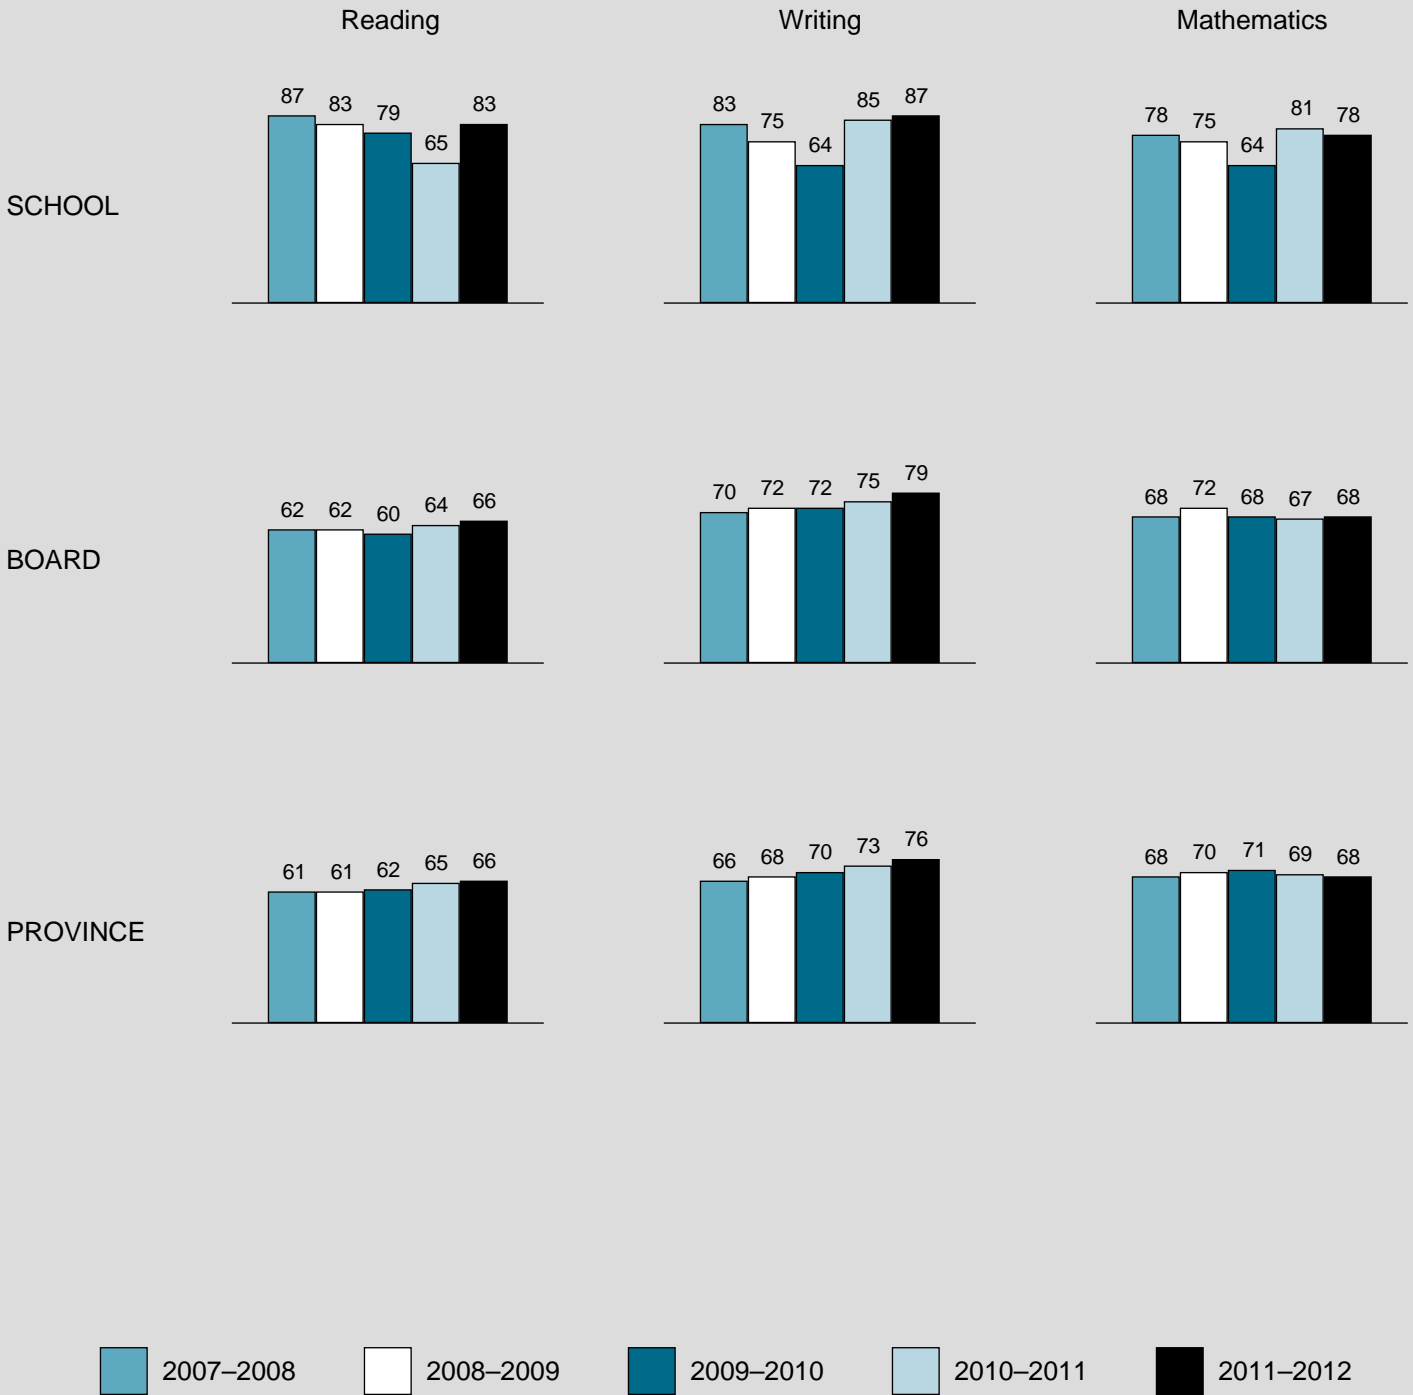 Reading Writing Mathematics
87 83 79 65 83 83 75 64 85 87 78 75 64 81 78
SCHOOL
62 62 60 64 66 70 72 72 75 79 68 72 68 67 68
BOARD
61 61 62 65 66 66 68 70 73 76 68 70 71 69 68
PROVINCE
2007–2008 2008–2009 2009–2010 2010–2011 2011–2012